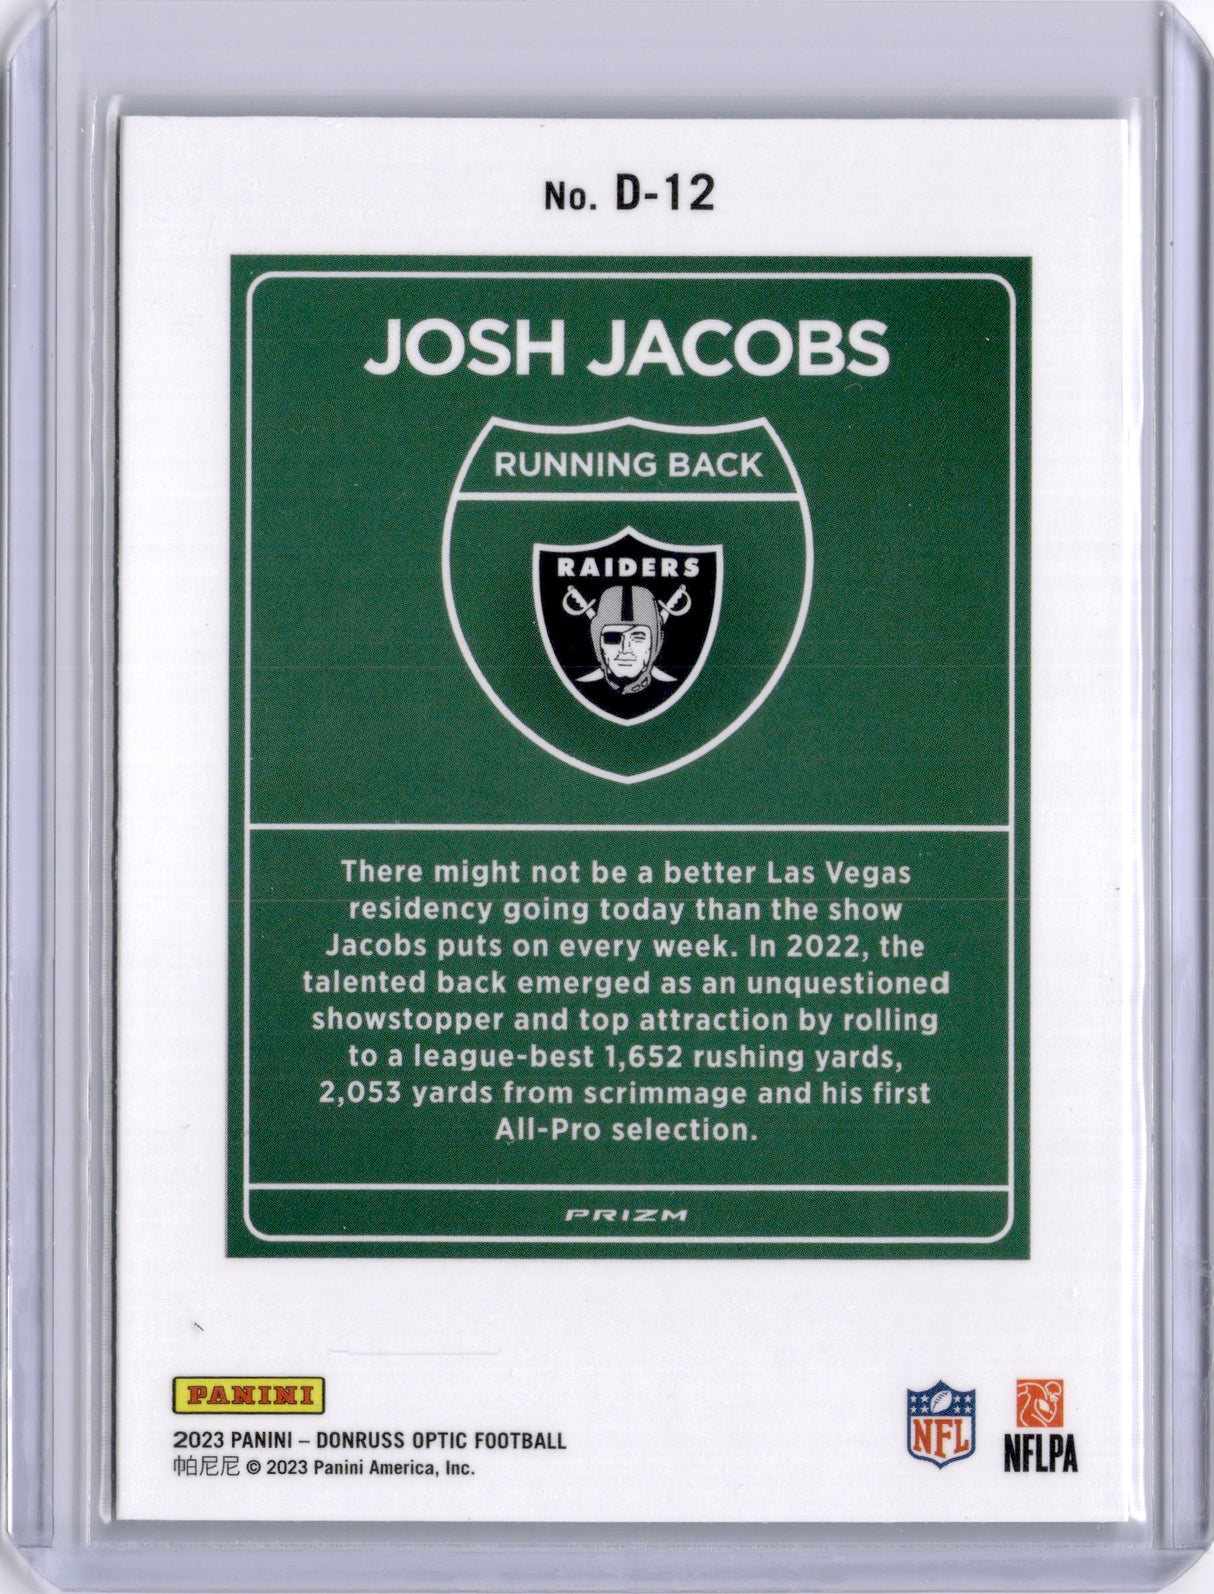 No. D-12
JOSH JACOBS
RUNNING BACK
RAIDERS
There might not be a better Las Vegas
residency going today than the show
Jacobs puts on every week. In 2022, the
talented back emerged as an unquestioned
showstopper and top attraction by rolling
to a league-best 1,652 rushing yards,
2,053 yards from scrimmage and his first
All-Pro selection.
PRIZM
PANINI
2023 PANINI – DONRUSS OPTIC FOOTBALL
帕尼尼 © 2023 Panini America, Inc.
NFL
NFLPA